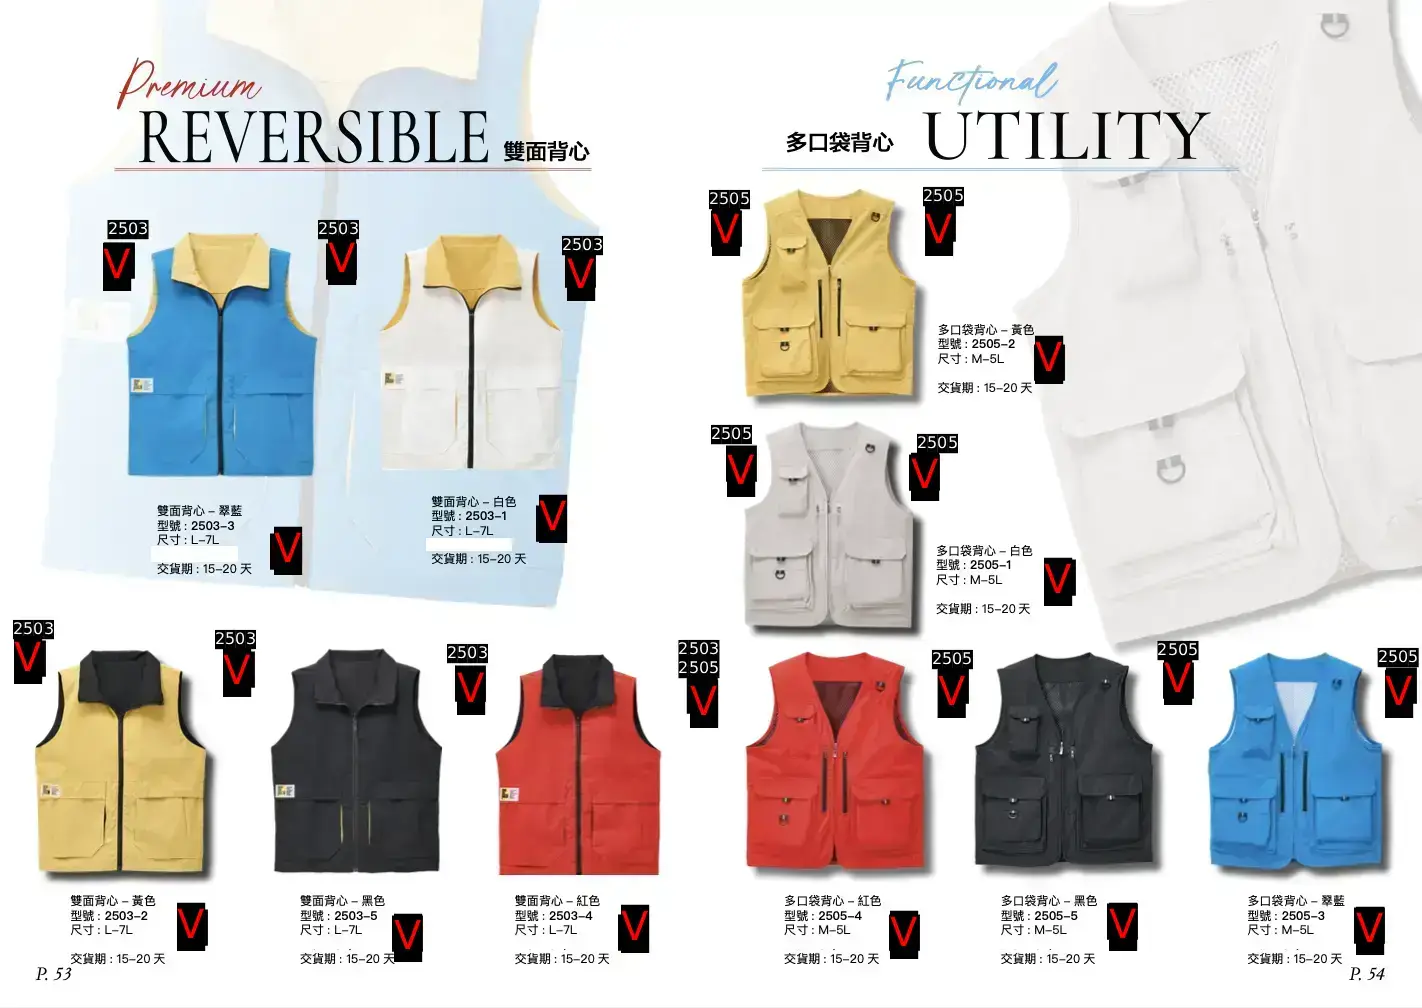 Premium
REVERSIBLE 雙面背心
2503
V
2503
V
2503
V
雙面背心 – 翠藍
型號 : 2503–3
尺寸 : L–7L
交貨期 : 15–20 天
V
雙面背心 – 白色
型號 : 2503–1
尺寸 : L–7L
交貨期 : 15–20 天
V
2503
V
2503
V
2503
V
雙面背心 – 黃色
型號 : 2503–2
尺寸 : L–7L
交貨期 : 15–20 天
V
雙面背心 – 黑色
型號 : 2503–5
尺寸 : L–7L
交貨期 : 15–20 天
V
雙面背心 – 紅色
型號 : 2503–4
尺寸 : L–7L
交貨期 : 15–20 天
V
P. 53
Functional
多口袋背心 UTILITY
2505
V
2505
V
多口袋背心 – 黃色
型號 : 2505–2
尺寸 : M–5L
交貨期 : 15–20 天
V
2505
V
2505
V
多口袋背心 – 白色
型號 : 2505–1
尺寸 : M–5L
交貨期 : 15–20 天
V
2503
2505
V
2505
V
2505
V
2505
V
多口袋背心 – 紅色
型號 : 2505–4
尺寸 : M–5L
交貨期 : 15–20 天
V
多口袋背心 – 黑色
型號 : 2505–5
尺寸 : M–5L
交貨期 : 15–20 天
V
多口袋背心 – 翠藍
型號 : 2505–3
尺寸 : M–5L
交貨期 : 15–20 天
V
P. 54